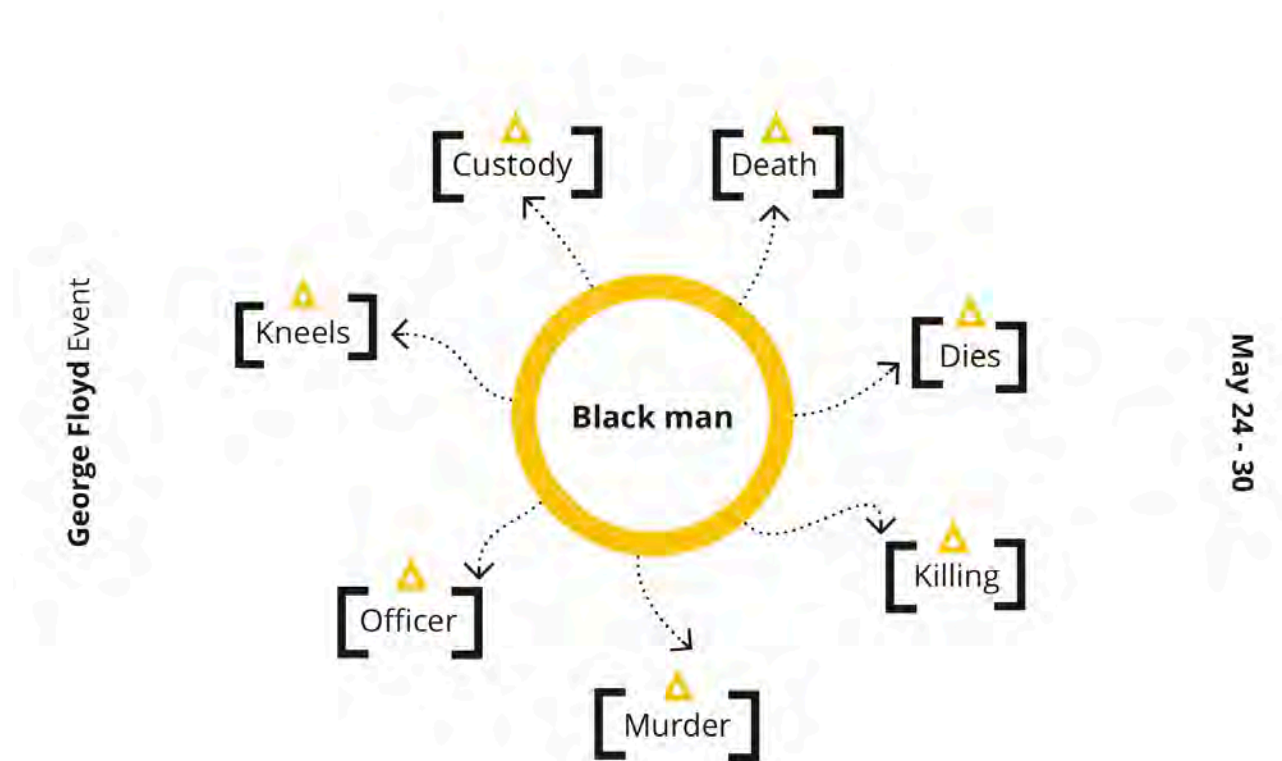 Custody
Death
Kneels
Dies
George Floyd Event
May 24 - 30
Black man
Killing
Officer
Murder